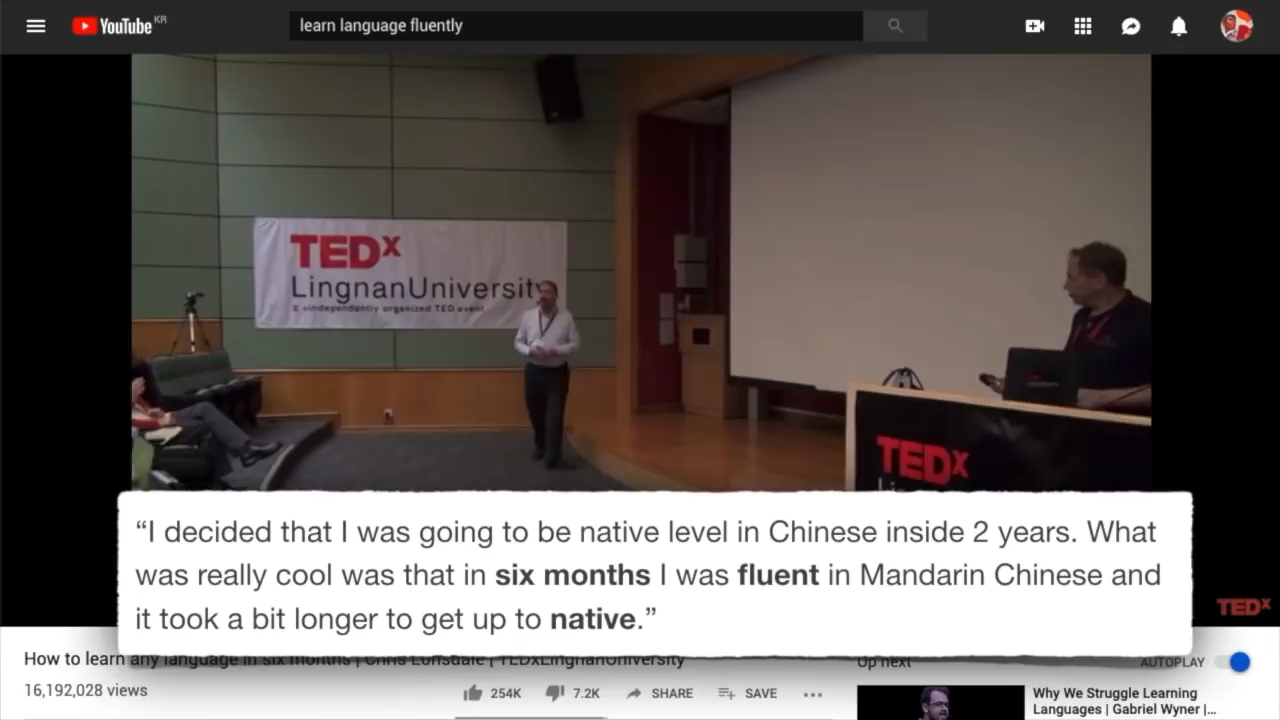 YouTube KR
learn language fluently
TEDx
LingnanUniversity
x = independently organized TED event
TEDx
“I decided that I was going to be native level in Chinese inside 2 years. What
was really cool was that in six months I was fluent in Mandarin Chinese and
it took a bit longer to get up to native.”
TEDx
How to learn any language in six months | Chris Lonsdale | TEDxLingnanUniversity
16,192,028 views
254K
7.2K
SHARE
SAVE
Up next
AUTOPLAY
Why We Struggle Learning
Languages | Gabriel Wyner |...